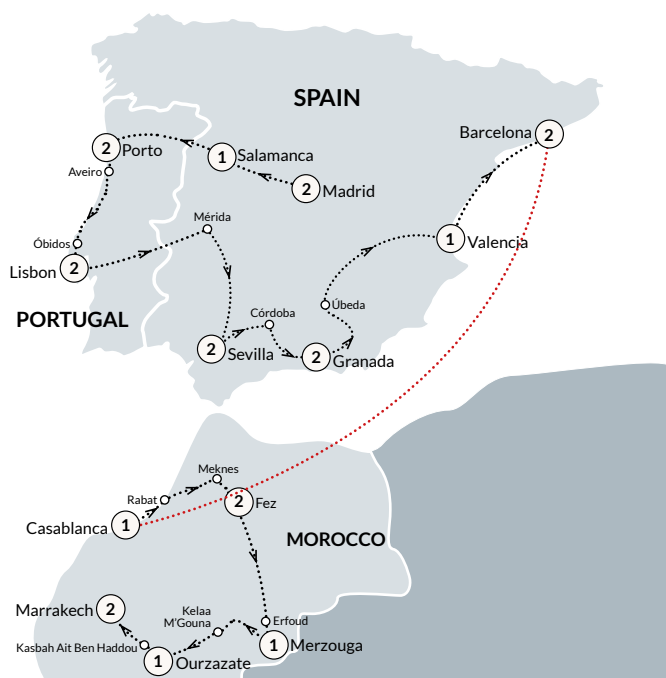 SPAIN
Barcelona
2
2
Porto
1
Salamanca
Aveiro
2
Madrid
Mérida
Óbidos
1
Valencia
Lisbon
2
Úbeda
PORTUGAL
Córdoba
2
Sevilla
2
Granada
Meknes
Rabat
2
Fez
Casablanca
1
MOROCCO
Marrakech
2
Kelaa
M'Gouna
Erfoud
Kasbah Ait Ben Haddou
1
Merzouga
1
Ourzazate